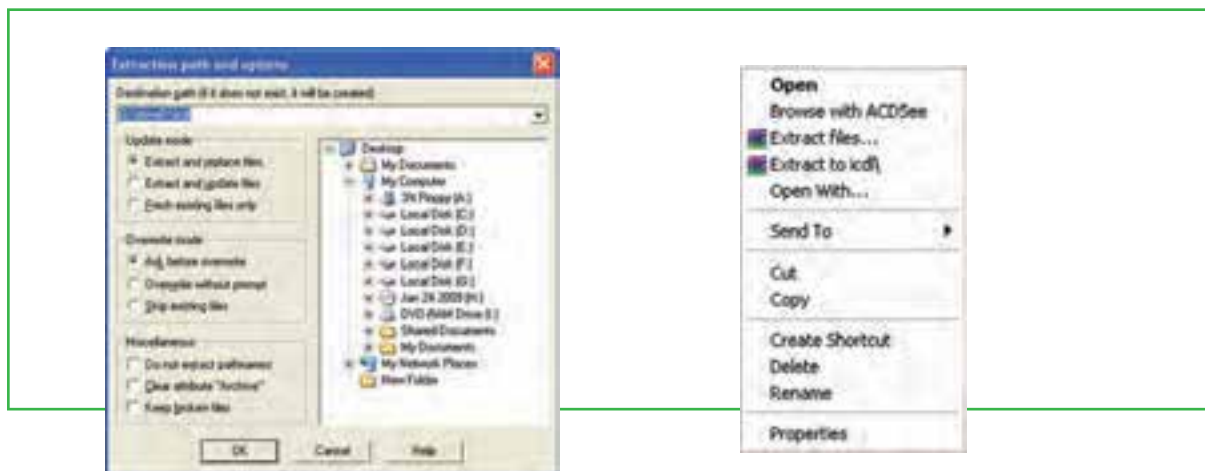 Extraction path and options
Destination path (if it does not exist, it will be created)
Update mode
Extract and replace files
Extract and update files
Fresh existing files only
Overwrite mode
Ask before overwrite
Overwrite without prompt
Skip existing files
Miscellaneous
Do not extract pathnames
Clear attribute "Archive"
Keep broken files
Desktop
My Documents
My Computer
3½ Floppy (A:)
Local Disk (C:)
Local Disk (D:)
Local Disk (E:)
Local Disk (F:)
Local Disk (G:)
Jan 26 2009 (H:)
DVD-RAM Drive (I:)
Shared Documents
My Documents
My Network Places
New Folder
OK
Cancel
Help
Open
Browse with ACDSee
Extract files...
Extract to icdl\
Open With...
Send To
Cut
Copy
Create Shortcut
Delete
Rename
Properties